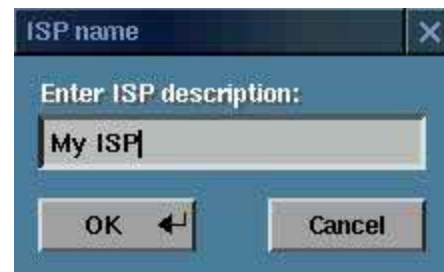 ISP name
Enter ISP description:
My ISP
OK
Cancel